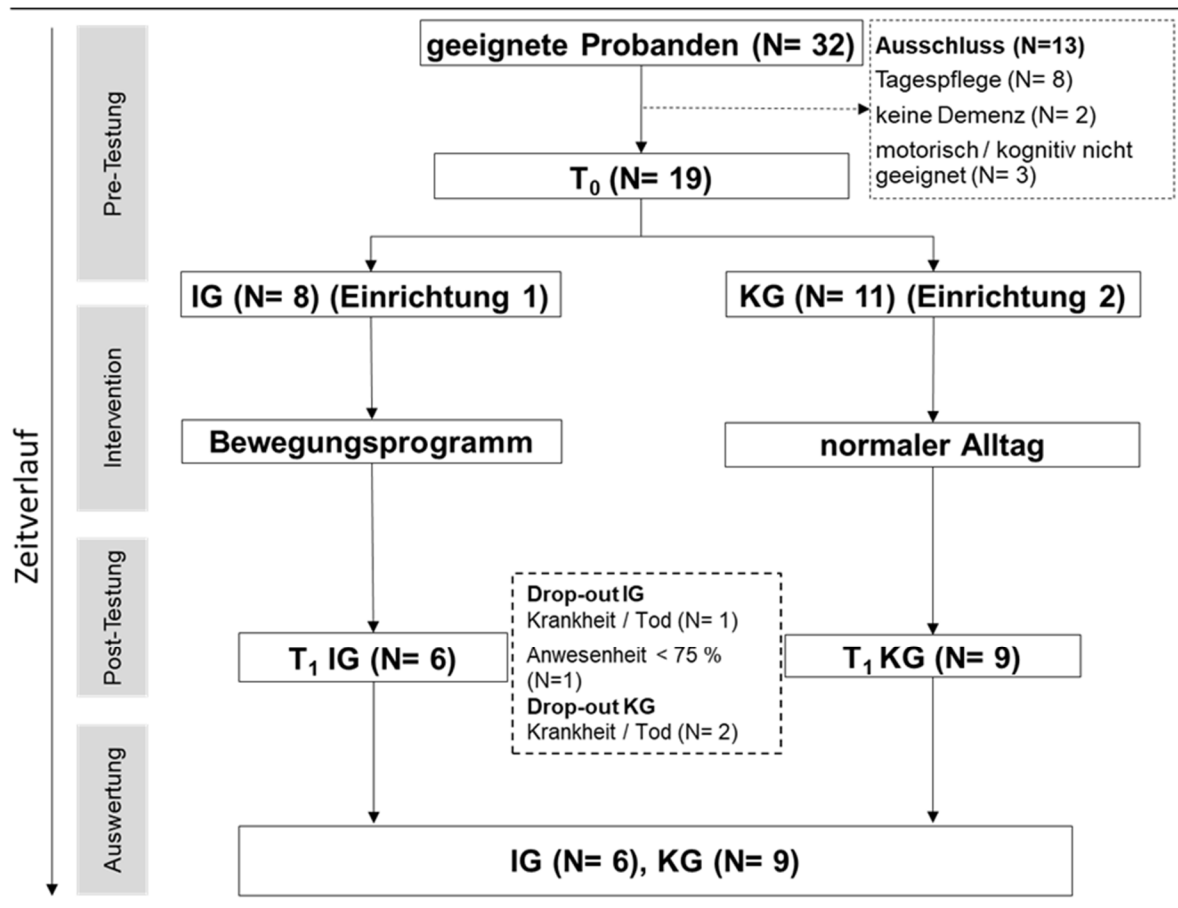 geeignete Probanden (N= 32)
Ausschluss (N=13)
Tagespflege (N= 8)
keine Demenz (N= 2)
motorisch / kognitiv nicht
geeignet (N= 3)
T₀ (N= 19)
Pre-Testung
IG (N= 8) (Einrichtung 1)
KG (N= 11) (Einrichtung 2)
Intervention
Bewegungsprogramm
normaler Alltag
Zeitverlauf
Post-Testung
Drop-out IG
Krankheit / Tod (N= 1)
Anwesenheit < 75 %
(N=1)
Drop-out KG
Krankheit / Tod (N= 2)
T₁ IG (N= 6)
T₁ KG (N= 9)
Auswertung
IG (N= 6), KG (N= 9)